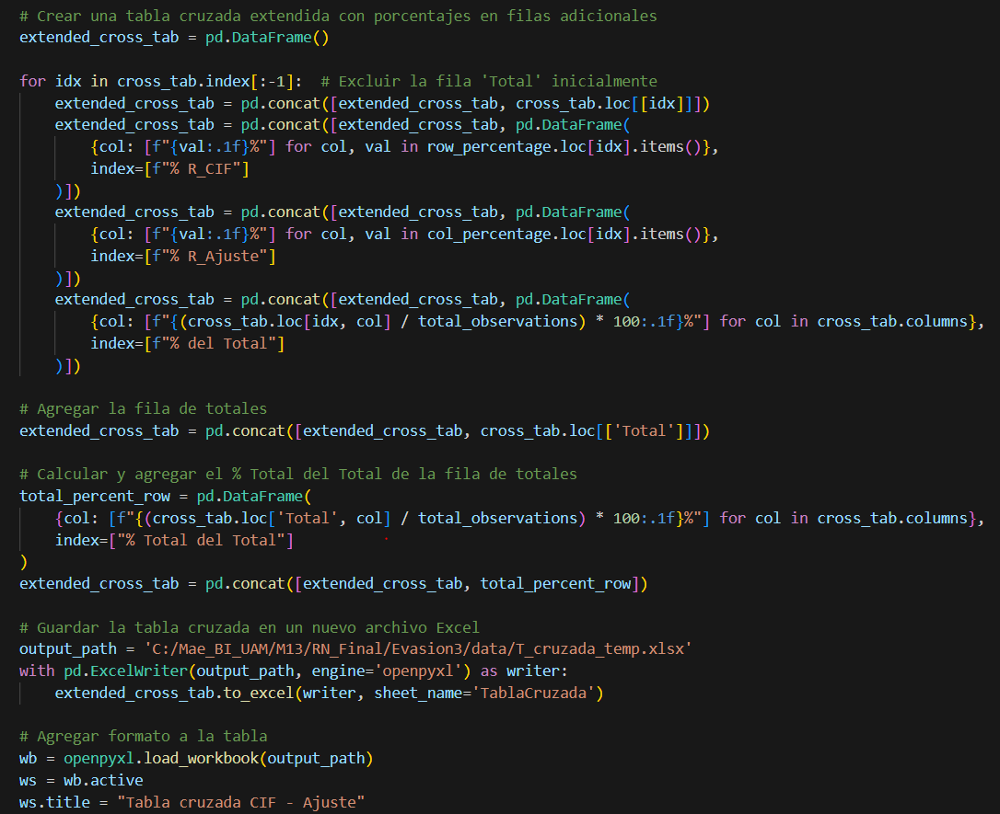 # Crear una tabla cruzada extendida con porcentajes en filas adicionales
extended_cross_tab = pd.DataFrame()

for idx in cross_tab.index[:-1]:  # Excluir la fila 'Total' inicialmente
    extended_cross_tab = pd.concat([extended_cross_tab, cross_tab.loc[[idx]]])
    extended_cross_tab = pd.concat([extended_cross_tab, pd.DataFrame(
        {col: [f"{val:.1f}%"] for col, val in row_percentage.loc[idx].items()},
        index=[f"% R_CIF"]
    )])
    extended_cross_tab = pd.concat([extended_cross_tab, pd.DataFrame(
        {col: [f"{val:.1f}%"] for col, val in col_percentage.loc[idx].items()},
        index=[f"% R_Ajuste"]
    )])
    extended_cross_tab = pd.concat([extended_cross_tab, pd.DataFrame(
        {col: [f"{(cross_tab.loc[idx, col] / total_observations) * 100:.1f}%"] for col in cross_tab.columns},
        index=[f"% del Total"]
    )])

# Agregar la fila de totales
extended_cross_tab = pd.concat([extended_cross_tab, cross_tab.loc[['Total']]])

# Calcular y agregar el % Total del Total de la fila de totales
total_percent_row = pd.DataFrame(
    {col: [f"{(cross_tab.loc['Total', col] / total_observations) * 100:.1f}%"] for col in cross_tab.columns},
    index=["% Total del Total"]
)
extended_cross_tab = pd.concat([extended_cross_tab, total_percent_row])

# Guardar la tabla cruzada en un nuevo archivo Excel
output_path = 'C:/Mae_BI_UAM/M13/RN_Final/Evasion3/data/T_cruzada_temp.xlsx'
with pd.ExcelWriter(output_path, engine='openpyxl') as writer:
    extended_cross_tab.to_excel(writer, sheet_name='TablaCruzada')

# Agregar formato a la tabla
wb = openpyxl.load_workbook(output_path)
ws = wb.active
ws.title = "Tabla cruzada CIF - Ajuste"